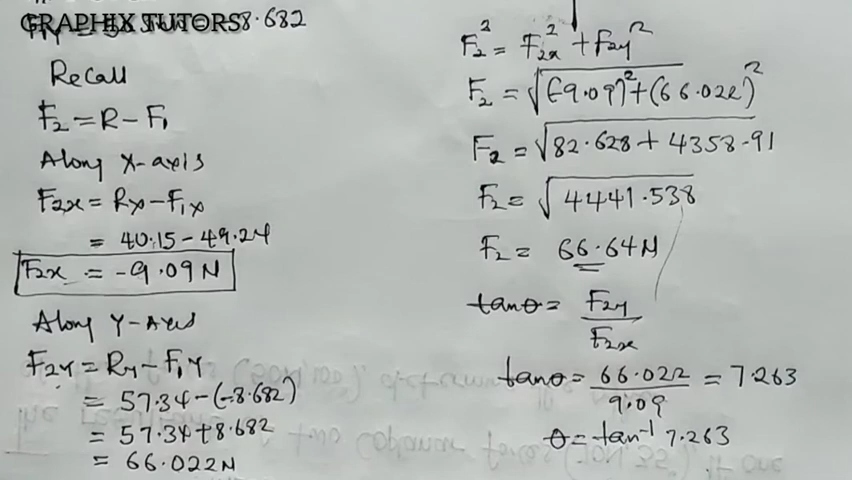 GRAPHIX TUTORS
-8.682
Recall
F₂ = R - F₁
Along X-axis
F₂x = Rx - F₁x
= 40.15 - 49.24
F₂x = -9.09N
Along Y-Axis
F₂y = Ry - F₁y
= 57.34 - (-8.682)
= 57.34 + 8.682
= 66.022N
F₂² = F₂x² + F₂y²
F₂ = √(-9.09)² + (66.022)²
F₂ = √82.628 + 4358.91
F₂ = √4441.538
F₂ = 66.64N
tanθ = F₂y / F₂x
tanθ = 66.022 / 9.09 = 7.263
θ = tan⁻¹ 7.263